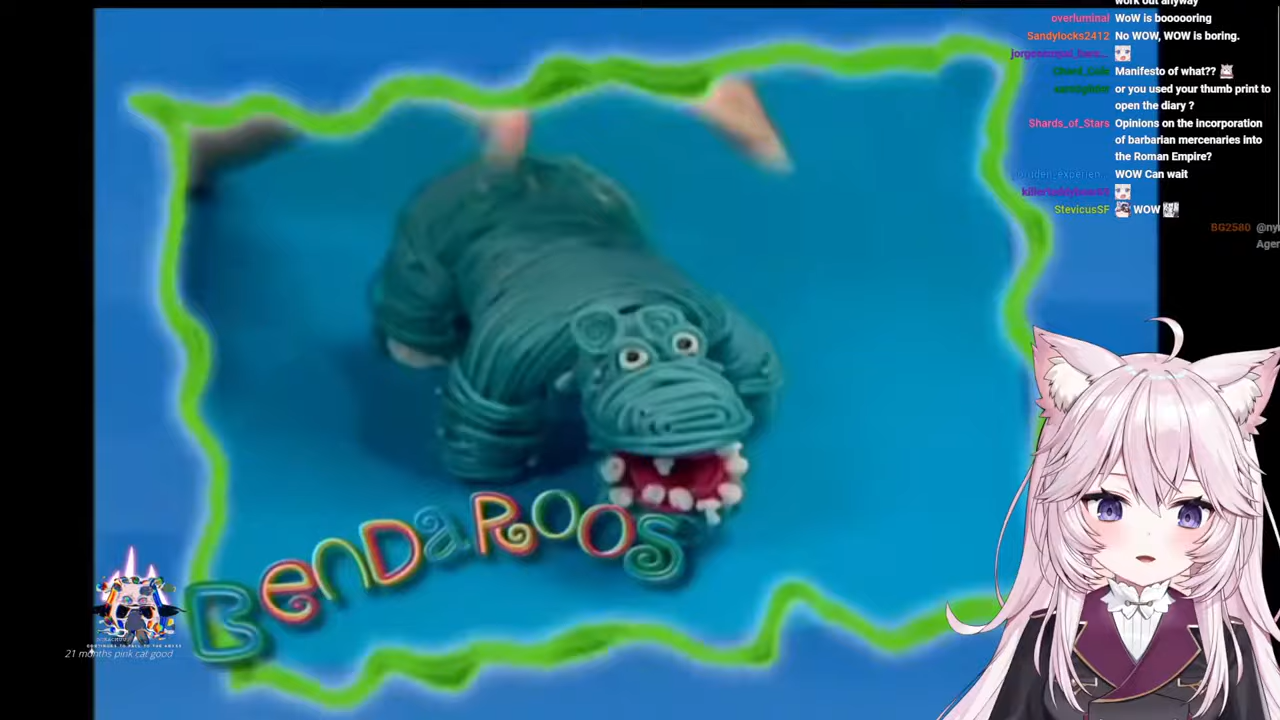 work out anyway
overluminal WoW is booooring
Sandylocks2412 No WOW, WOW is boring.
Manifesto of what??
or you used your thumb print to
open the diary ?
Shards_of_Stars Opinions on the incorporation
of barbarian mercenaries into
the Roman Empire?
WOW Can wait
StevicusSF WOW
BG2580
BENDAROOS
21 months pink cat good